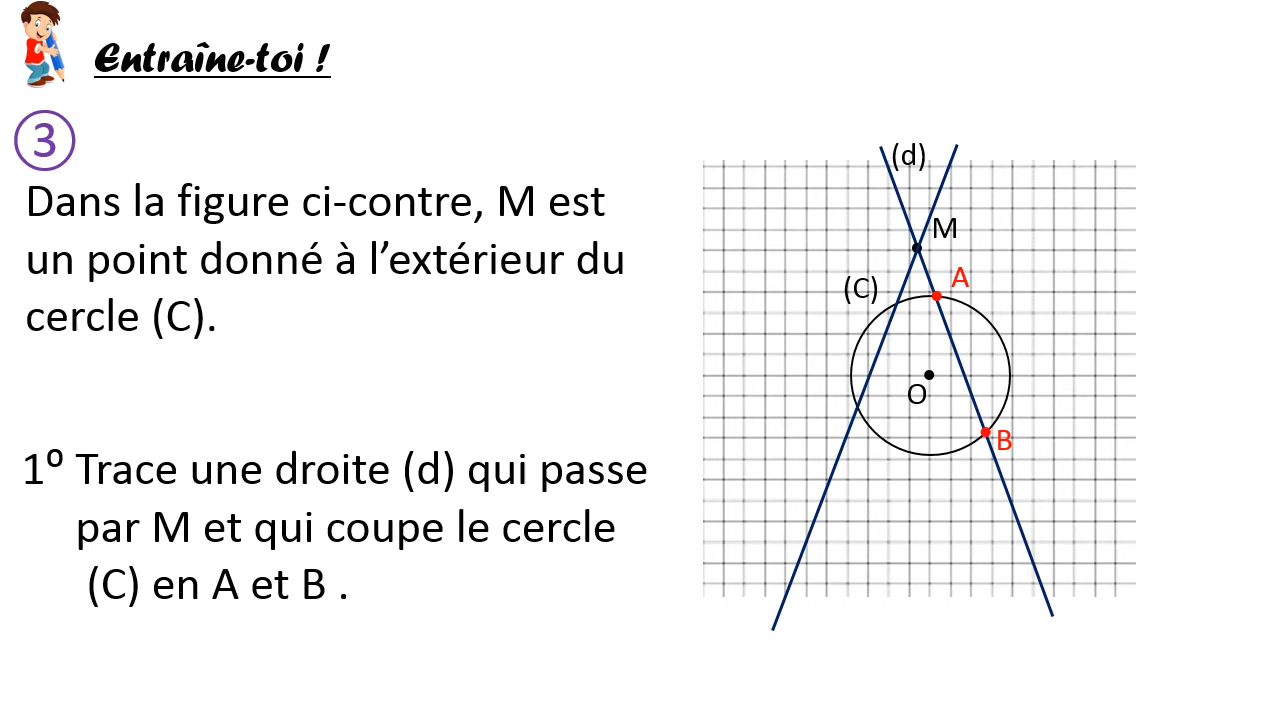 Entraîne-toi !
3
Dans la figure ci-contre, M est
un point donné à l’extérieur du
cercle (C).
1⁰ Trace une droite (d) qui passe
par M et qui coupe le cercle
(C) en A et B .
(d)
M
A
(C)
O
B